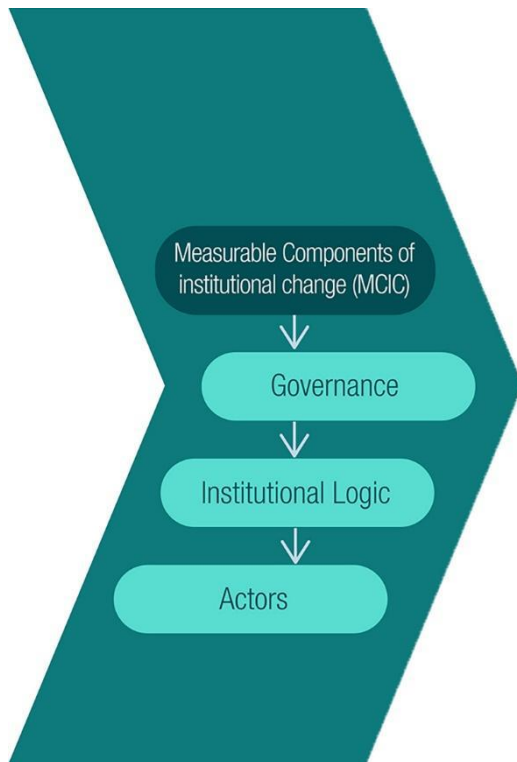 Measurable Components of
institutional change (MCIC)
Governance
Institutional Logic
Actors